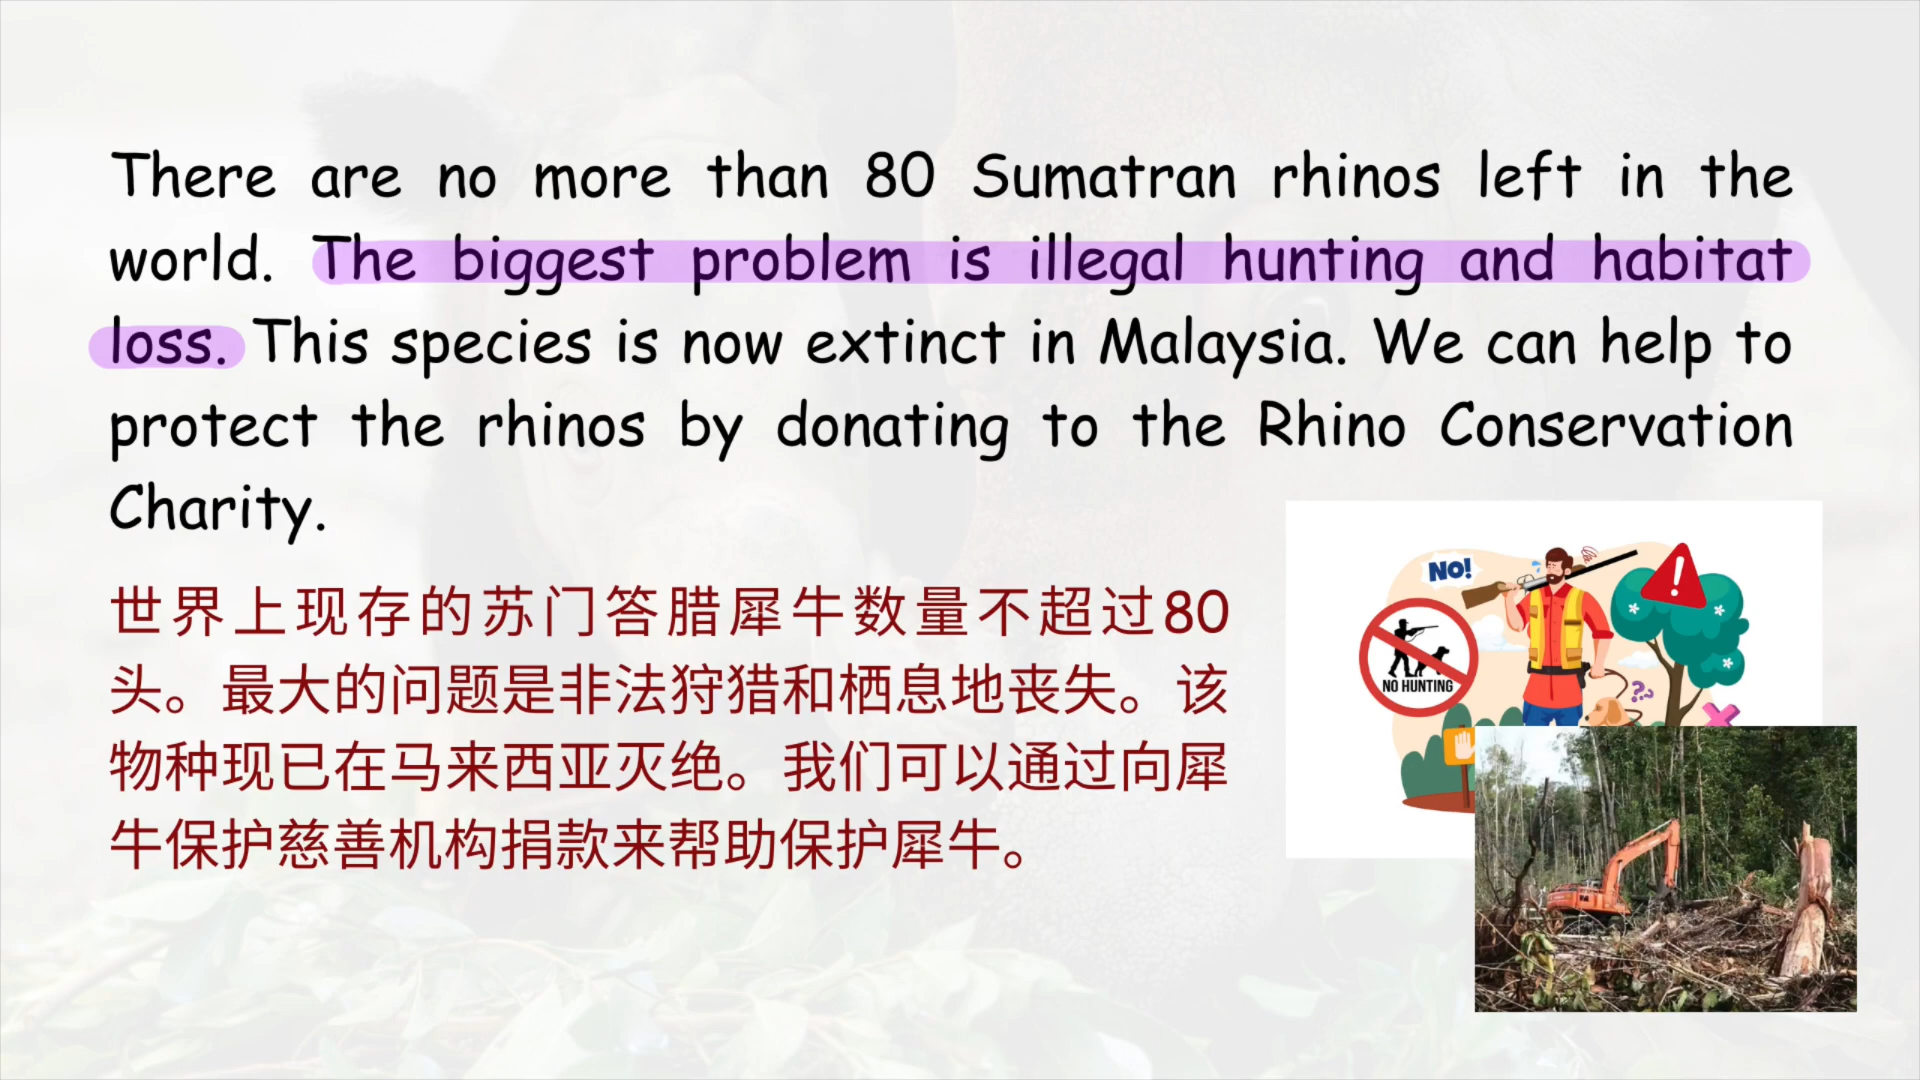 There are no more than 80 Sumatran rhinos left in the
world. The biggest problem is illegal hunting and habitat
loss. This species is now extinct in Malaysia. We can help to
protect the rhinos by donating to the Rhino Conservation
Charity.
世界上现存的苏门答腊犀牛数量不超过80
头。最大的问题是非法狩猎和栖息地丧失。该
物种现已在马来西亚灭绝。我们可以通过向犀
牛保护慈善机构捐款来帮助保护犀牛。
NO!
!
NO HUNTING
??